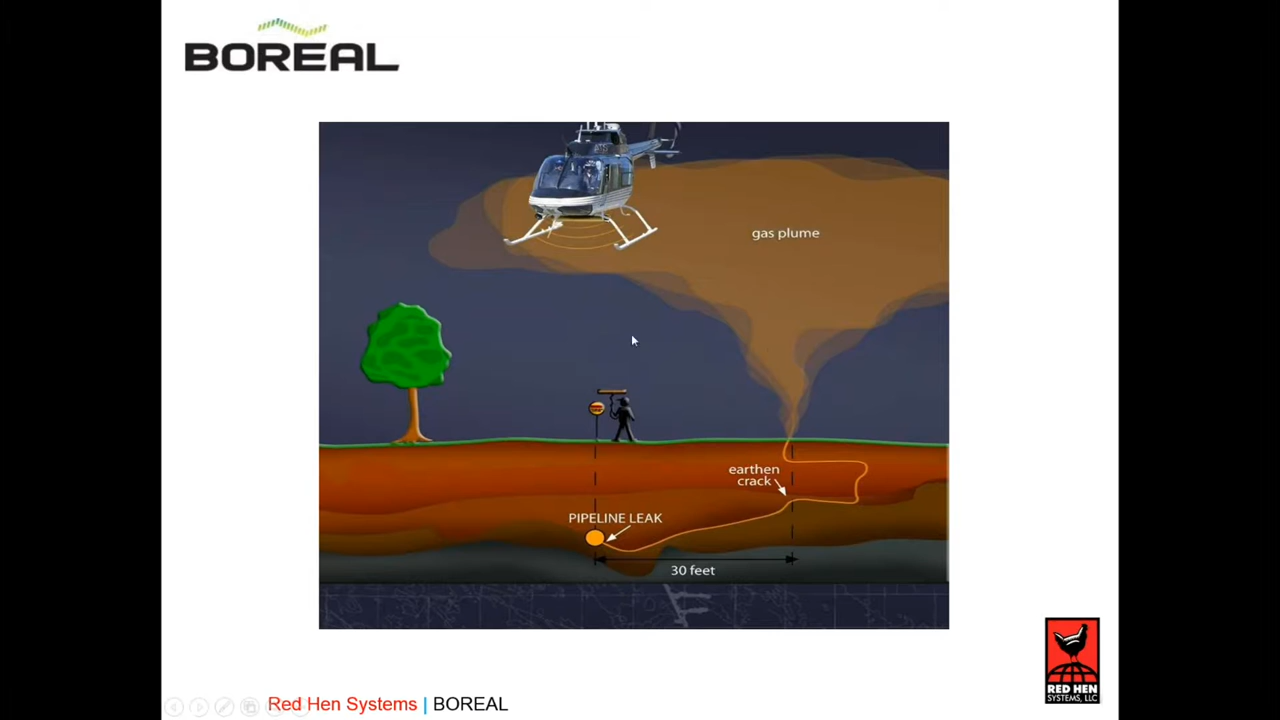 BOREAL
gas plume
earthen
crack
PIPELINE LEAK
30 feet
RED HEN
SYSTEMS, LLC
Red Hen Systems | BOREAL